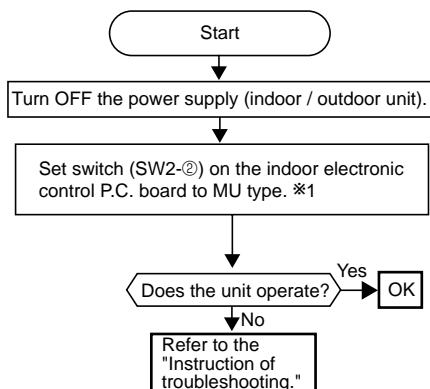 Start
Turn OFF the power supply (indoor / outdoor unit).
Set switch (SW2-②) on the indoor electronic
control P.C. board to MU type. ※1
Does the unit operate?
Yes
OK
No
Refer to the
"Instruction of
troubleshooting."